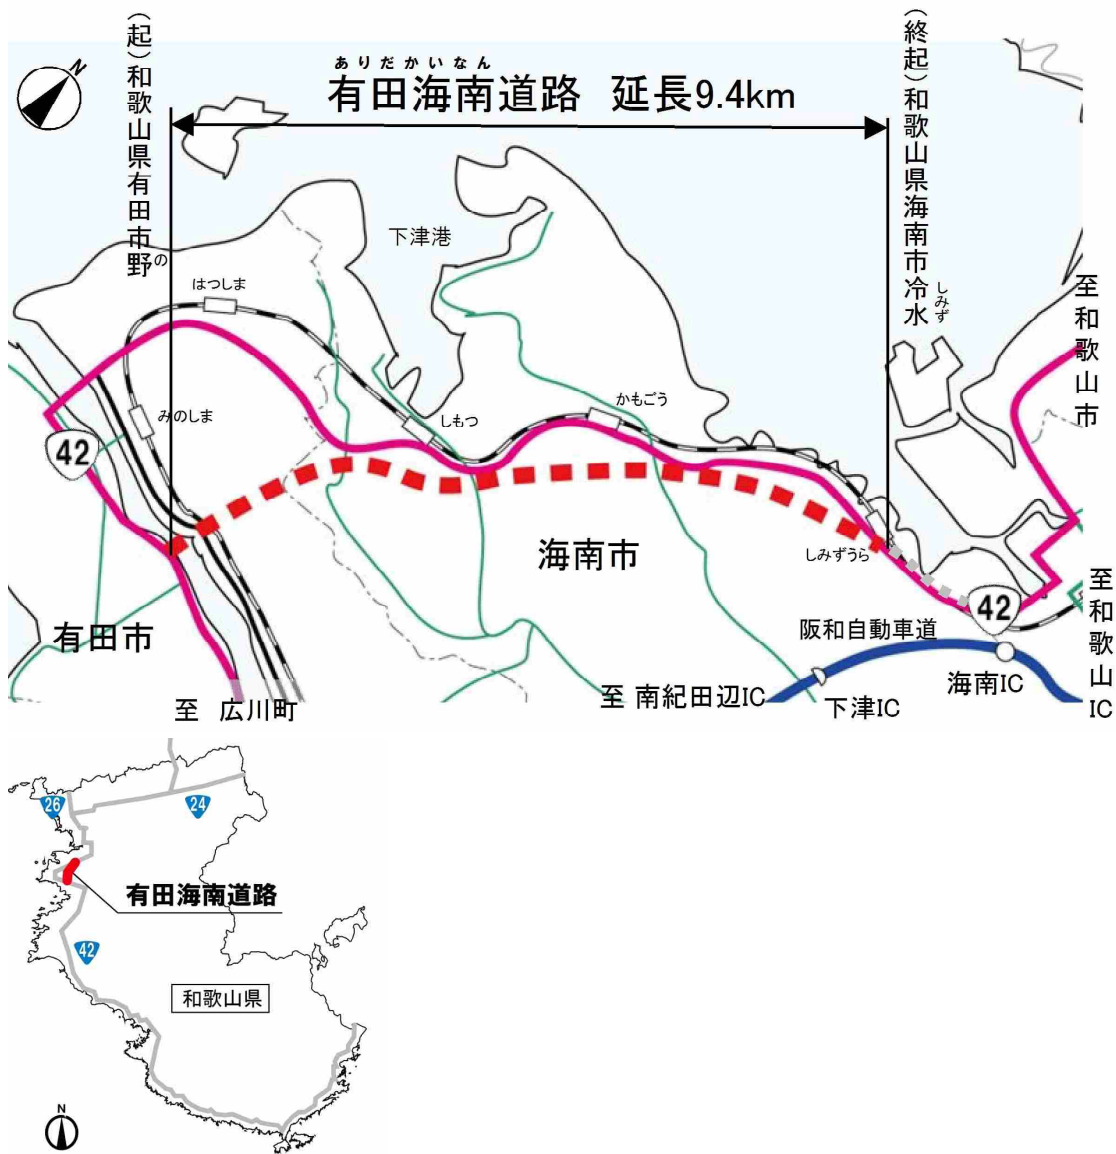 N
ありだかいなん
有田海南道路 延長9.4km
(起)和歌山県有田市野
の
(終起)和歌山県海南市冷水
しみず
下津港
はつしま
みのしま
しもつ
かもごう
しみずうら
42
42
海南市
有田市
阪和自動車道
海南IC
下津IC
至 南紀田辺IC
至 広川町
至和歌山市
至和歌山IC
26
24
有田海南道路
42
和歌山県
N